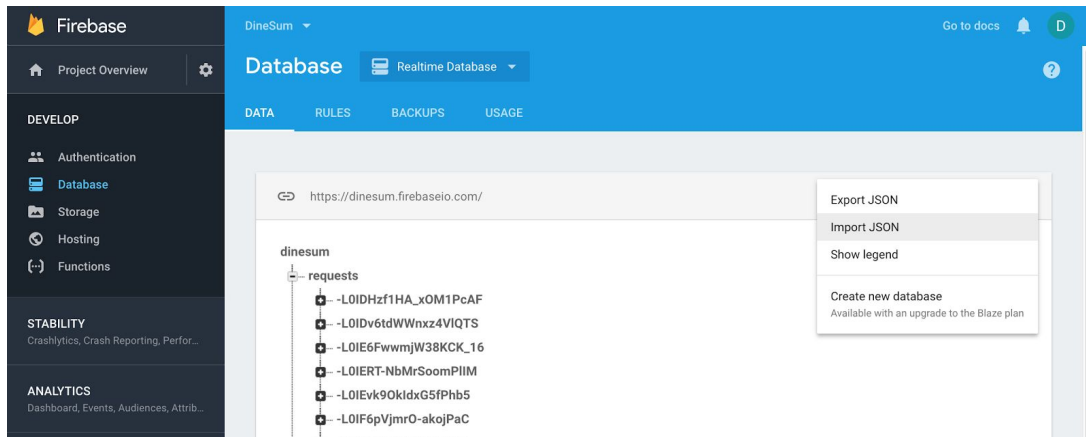 Firebase
Project Overview
DEVELOP
Authentication
Database
Storage
Hosting
Functions
STABILITY
Crashlytics, Crash Reporting, Perfor...
ANALYTICS
Dashboard, Events, Audiences, Attrib...
DineSum
Go to docs
D
Database
Realtime Database
?
DATA RULES BACKUPS USAGE
https://dinesum.firebaseio.com/
Export JSON
Import JSON
Show legend
Create new database
Available with an upgrade to the Blaze plan
dinesum
requests
-L0IDHzf1HA_xOM1PcAF
-L0IDv6tdWWnxz4VlQTS
-L0IE6FwwmjW38KCK_16
-L0IERT-NbMrSoomPlIM
-L0IEvk9OkIdxG5fPhb5
-L0IF6pVjmrO-akojPaC